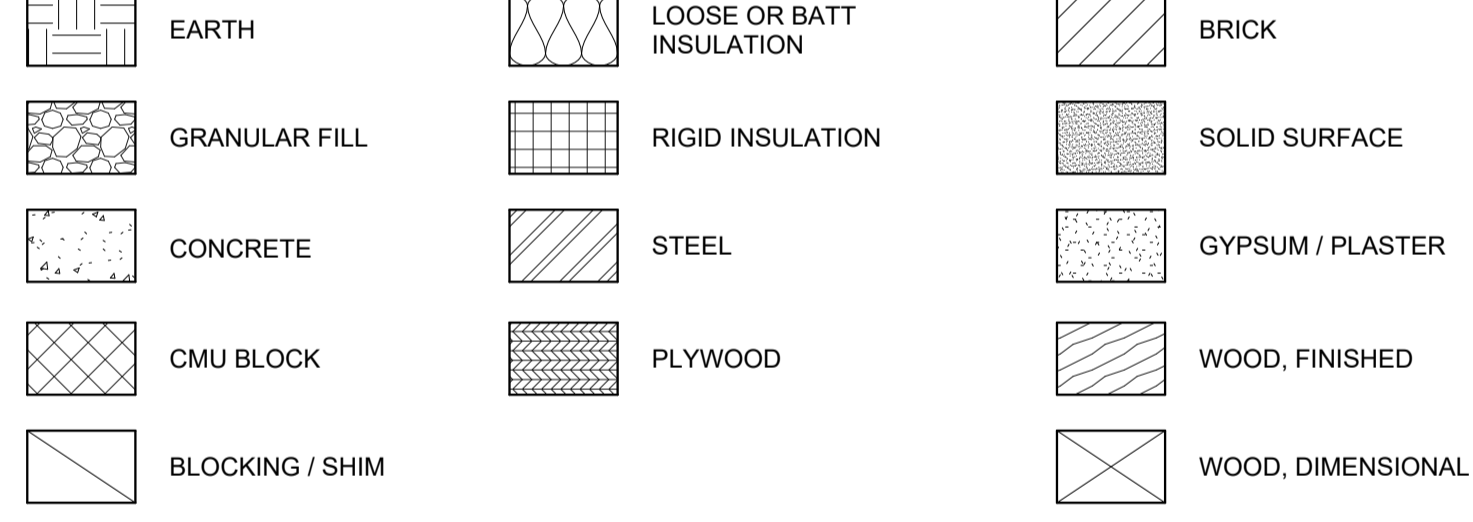 EARTH
LOOSE OR BATT
INSULATION
BRICK
GRANULAR FILL
RIGID INSULATION
SOLID SURFACE
CONCRETE
STEEL
GYPSUM / PLASTER
CMU BLOCK
PLYWOOD
WOOD, FINISHED
BLOCKING / SHIM
WOOD, DIMENSIONAL